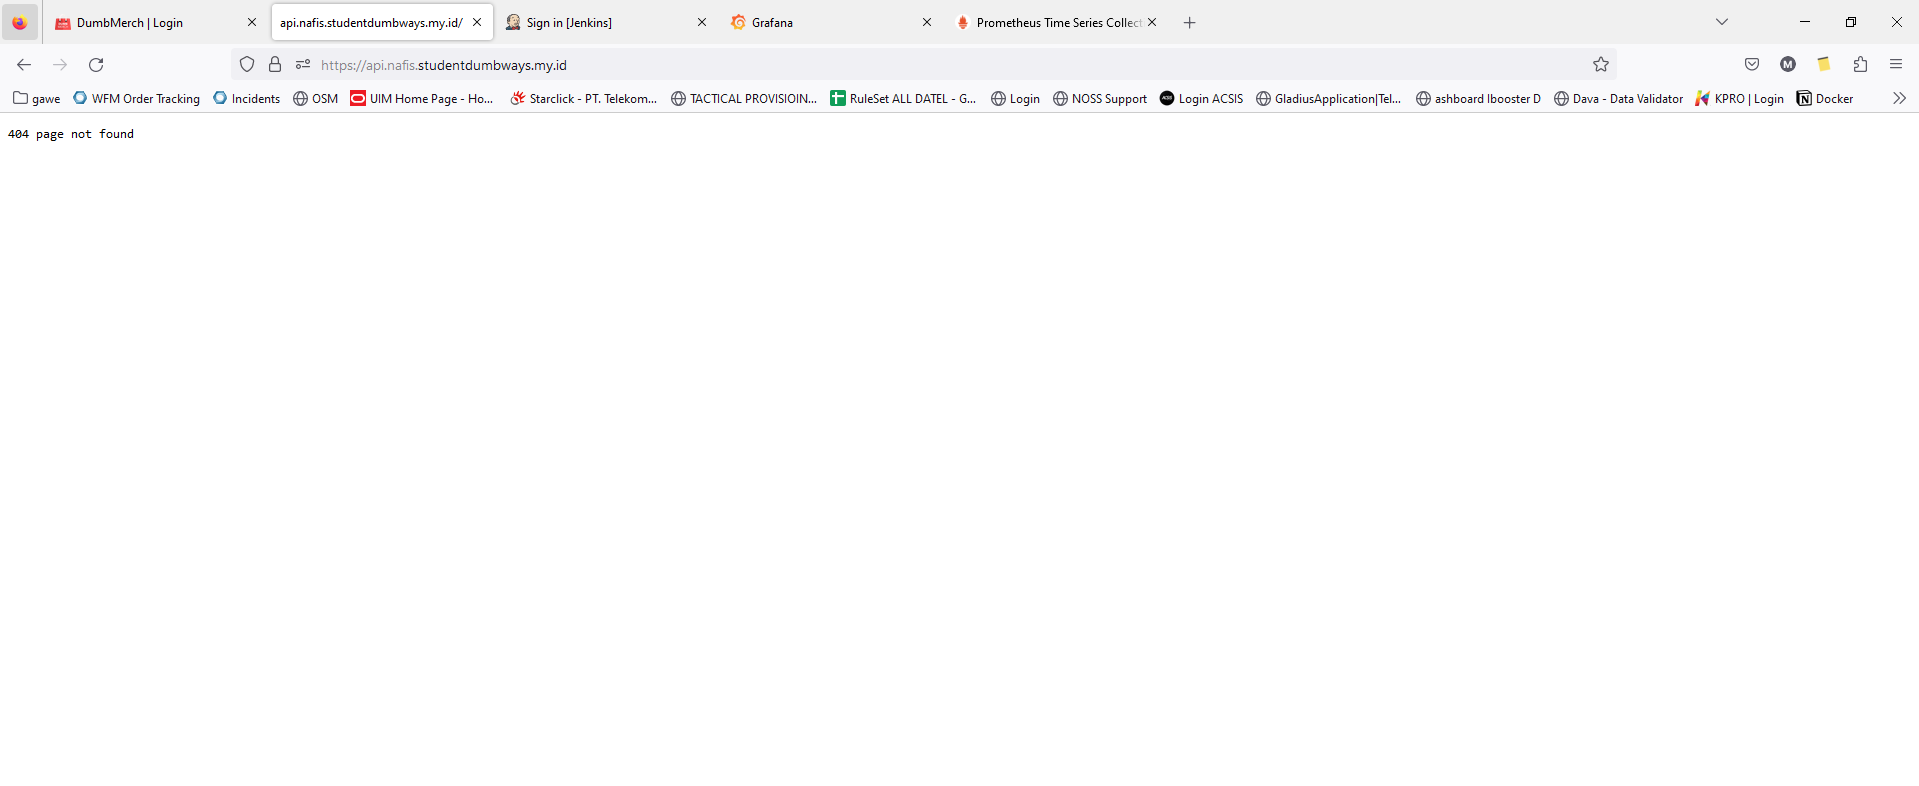 DumbMerch | Login
api.nafis.studentdumbways.my.id/
Sign in [Jenkins]
Grafana
Prometheus Time Series Collect
https://api.nafis.studentdumbways.my.id
M
gawe
WFM Order Tracking
Incidents
OSM
UIM Home Page - Ho...
Starclick - PT. Telekom...
TACTICAL PROVISIOIN...
RuleSet ALL DATEL - G...
Login
NOSS Support
Login ACSIS
GladiusApplication|Tel...
ashboard Ibooster D
Dava - Data Validator
KPRO | Login
Docker
404 page not found